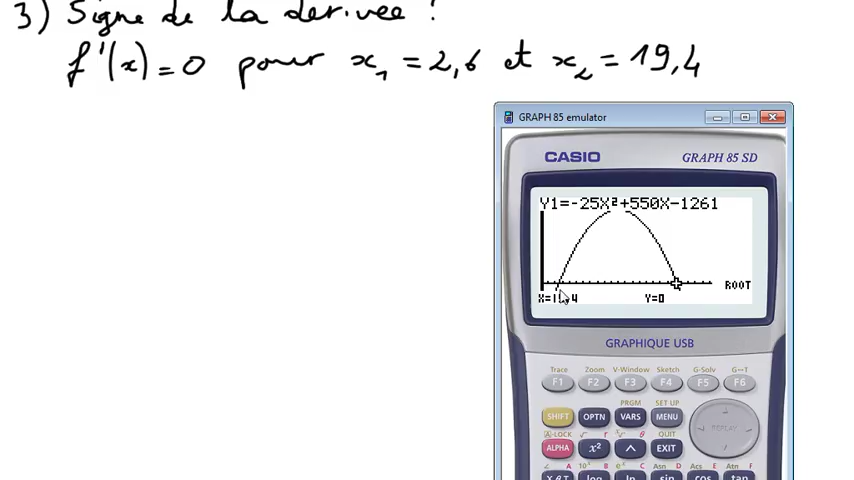 3) Signe de la dérivée :
f'(x) = 0 pour x₁ = 2,6 et x₂ = 19,4
GRAPH 85 emulator
CASIO GRAPH 85 SD
Y1=-25X²+550X-1261
ROOT
Y=0
GRAPHIQUE USB
Trace Zoom V-Window Sketch G-Solv G↔T
F1 F2 F3 F4 F5 F6
PRGM SET UP
SHIFT OPTN VARS MENU
REPLAY
A-LOCK √ r θ QUIT
ALPHA x² ^ EXIT
A B C D E F
Asn Acs Atn
X,θ,T log ln sin cos tan